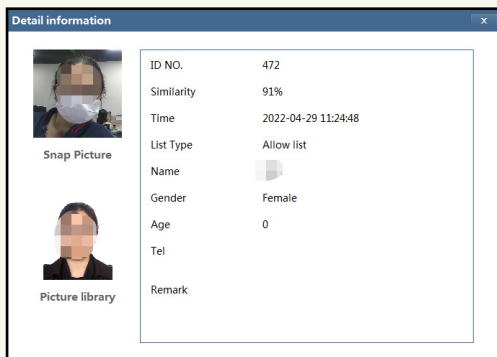 Detail information
x
Snap Picture
Picture library
ID NO. 472
Similarity 91%
Time 2022-04-29 11:24:48
List Type Allow list
Name
Gender Female
Age 0
Tel
Remark